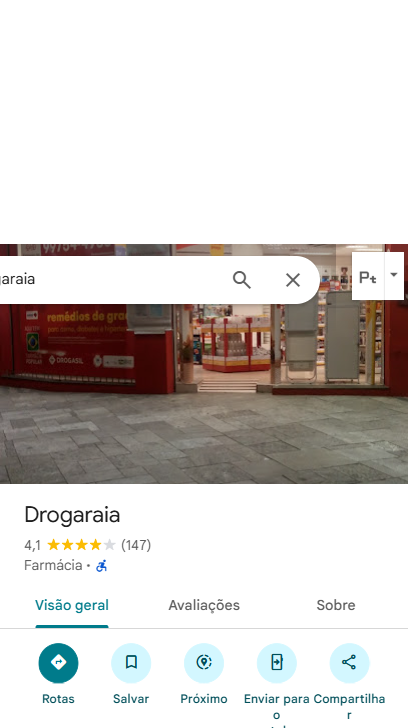 garaia
remédios de gra
DROGASIL
Drogaraia
4,1 (147)
Farmácia •
Visão geral Avaliações Sobre
Rotas Salvar Próximo Enviar para o Compartilhar